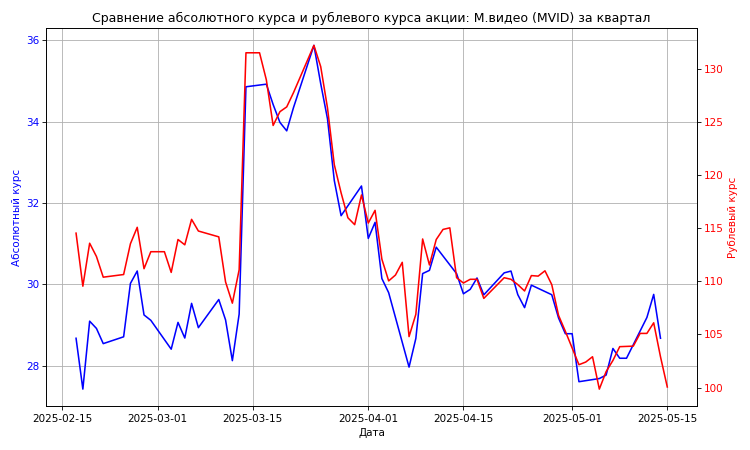 Сравнение абсолютного курса и рублевого курса акции: М.видео (MVID) за квартал
36
34
32
30
28
Абсолютный курс
130
125
120
115
110
105
100
Рублевый курс
2025-02-15 2025-03-01 2025-03-15 2025-04-01 2025-04-15 2025-05-01 2025-05-15
Дата